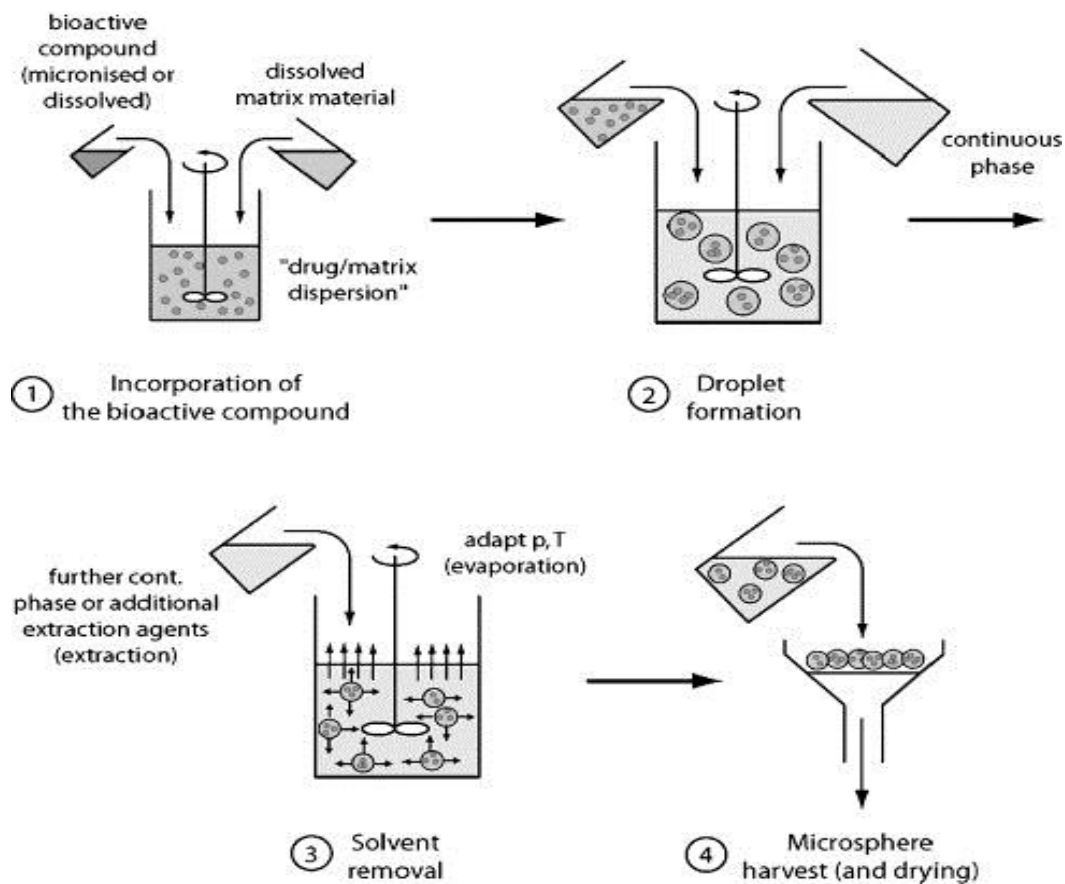 bioactive
compound
(micronised or
dissolved)
dissolved
matrix material
"drug/matrix
dispersion"
continuous
phase
1 Incorporation of
the bioactive compound
2 Droplet
formation
further cont.
phase or additional
extraction agents
(extraction)
adapt p,T
(evaporation)
3 Solvent
removal
4 Microsphere
harvest (and drying)